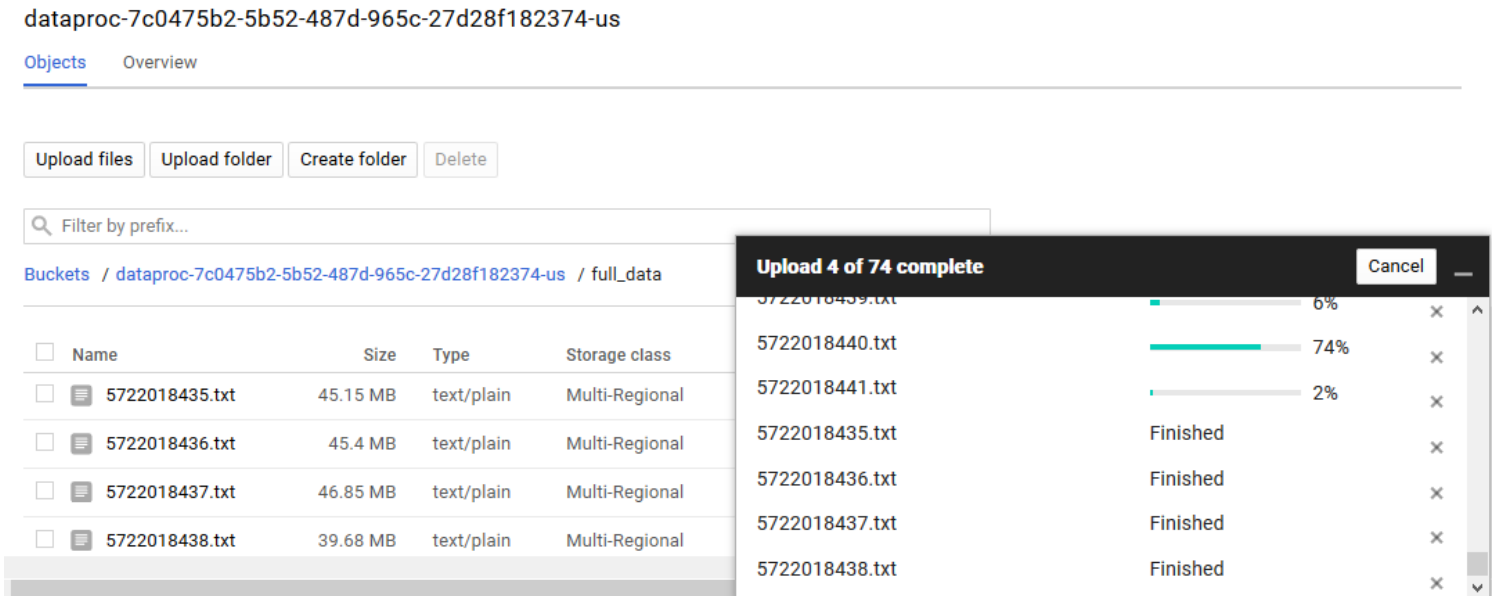 dataproc-7c0475b2-5b52-487d-965c-27d28f182374-us
Objects Overview
Upload files Upload folder Create folder Delete
Filter by prefix...
Buckets / dataproc-7c0475b2-5b52-487d-965c-27d28f182374-us / full_data
Name Size Type Storage class
5722018435.txt 45.15 MB text/plain Multi-Regional
5722018436.txt 45.4 MB text/plain Multi-Regional
5722018437.txt 46.85 MB text/plain Multi-Regional
5722018438.txt 39.68 MB text/plain Multi-Regional
Upload 4 of 74 complete Cancel
5722018439.txt 6%
5722018440.txt 74%
5722018441.txt 2%
5722018435.txt Finished
5722018436.txt Finished
5722018437.txt Finished
5722018438.txt Finished